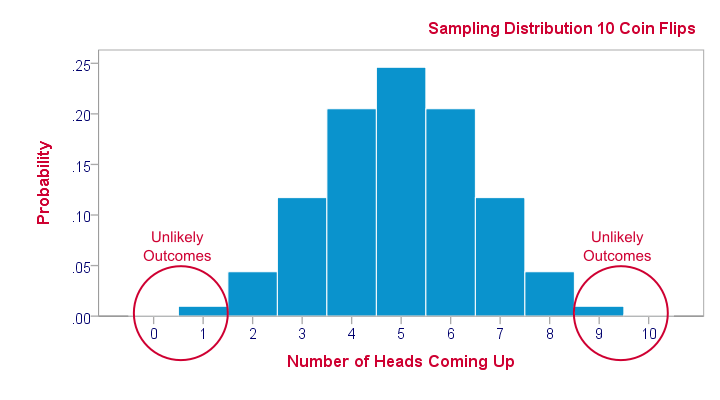 Sampling Distribution 10 Coin Flips
.25
.20
.15
.10
.05
.00
Probability
Unlikely
Outcomes
Unlikely
Outcomes
0 1 2 3 4 5 6 7 8 9 10
Number of Heads Coming Up